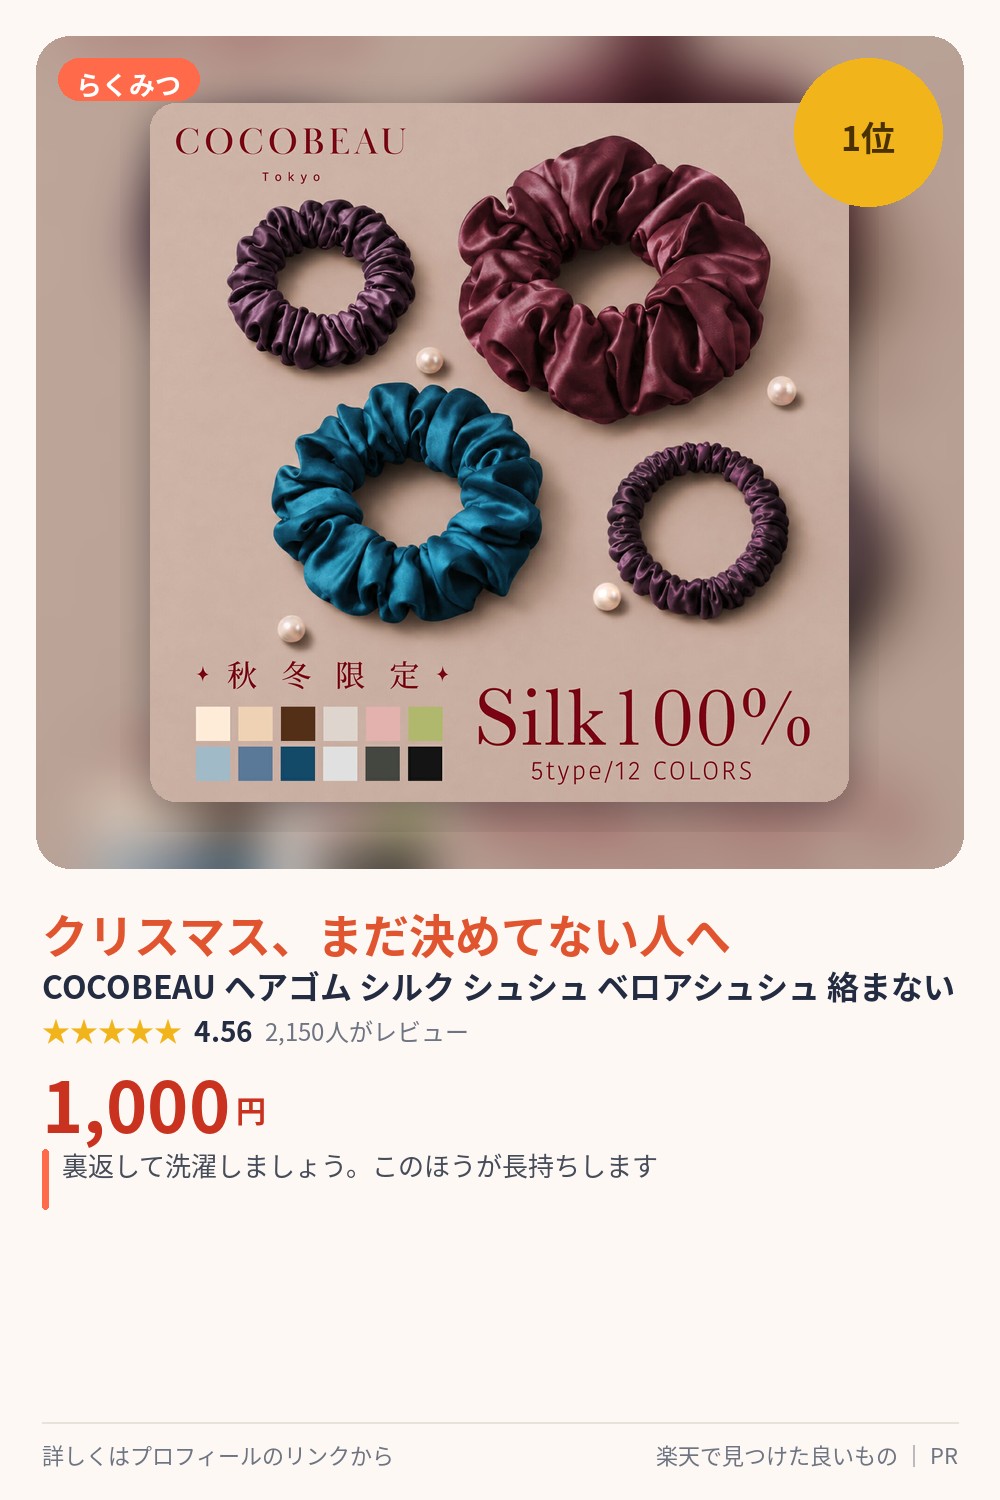 らくみつ
1位
COCOBEAU
Tokyo
秋冬限定
Silk100%
5type/12 COLORS
クリスマス、まだ決めてない人へ
COCOBEAU ヘアゴム シルク シュシュ ベロアシュシュ 絡まない
★★★★★ 4.56 2,150人がレビュー
1,000円
裏返して洗濯しましょう。このほうが長持ちします
詳しくはプロフィールのリンクから
楽天で見つけた良いもの | PR